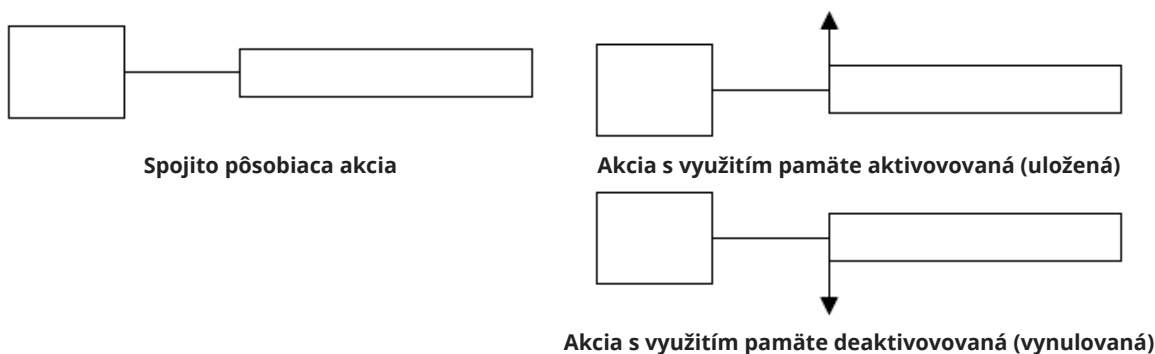 Spojito pôsobiaca akcia
Akcia s využitím pamäte aktivovovaná (uložená)
Akcia s využitím pamäte deaktivovovaná (vynulovaná)